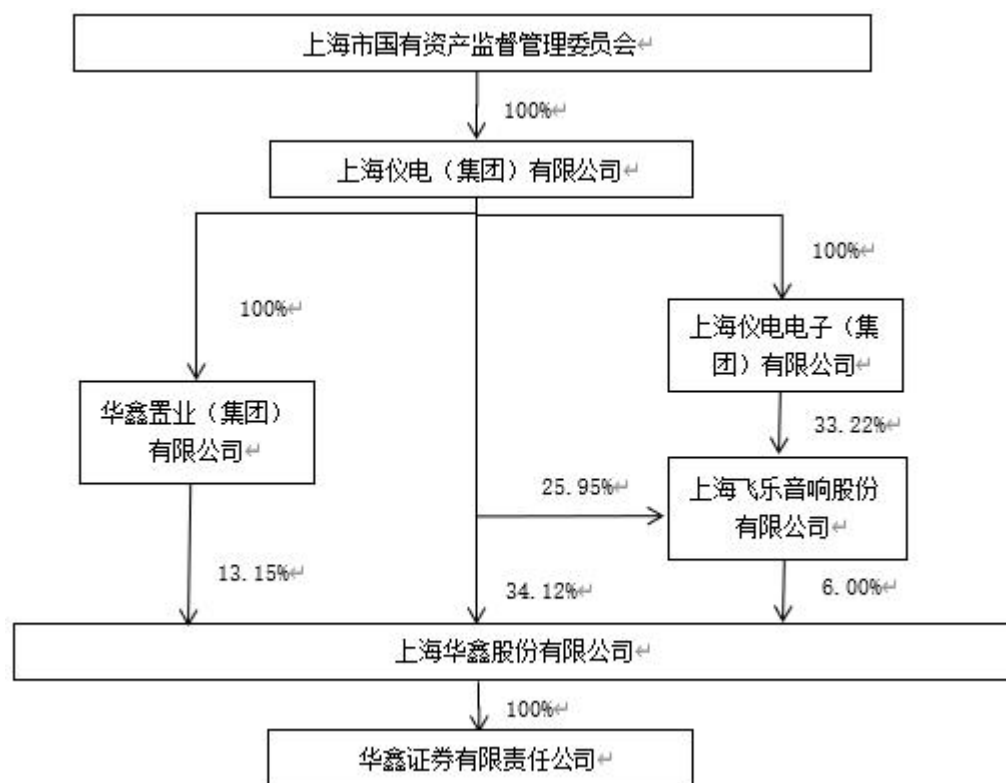 上海市国有资产监督管理委员会↵
100%↵
上海仪电（集团）有限公司↵
100%↵
100%↵
上海仪电电子（集
团）有限公司↵
华鑫置业（集团）
有限公司↵
33.22%↵
25.95%↵
上海飞乐音响股份
有限公司↵
13.15%↵
34.12%↵
6.00%↵
上海华鑫股份有限公司↵
100%↵
华鑫证券有限责任公司↵